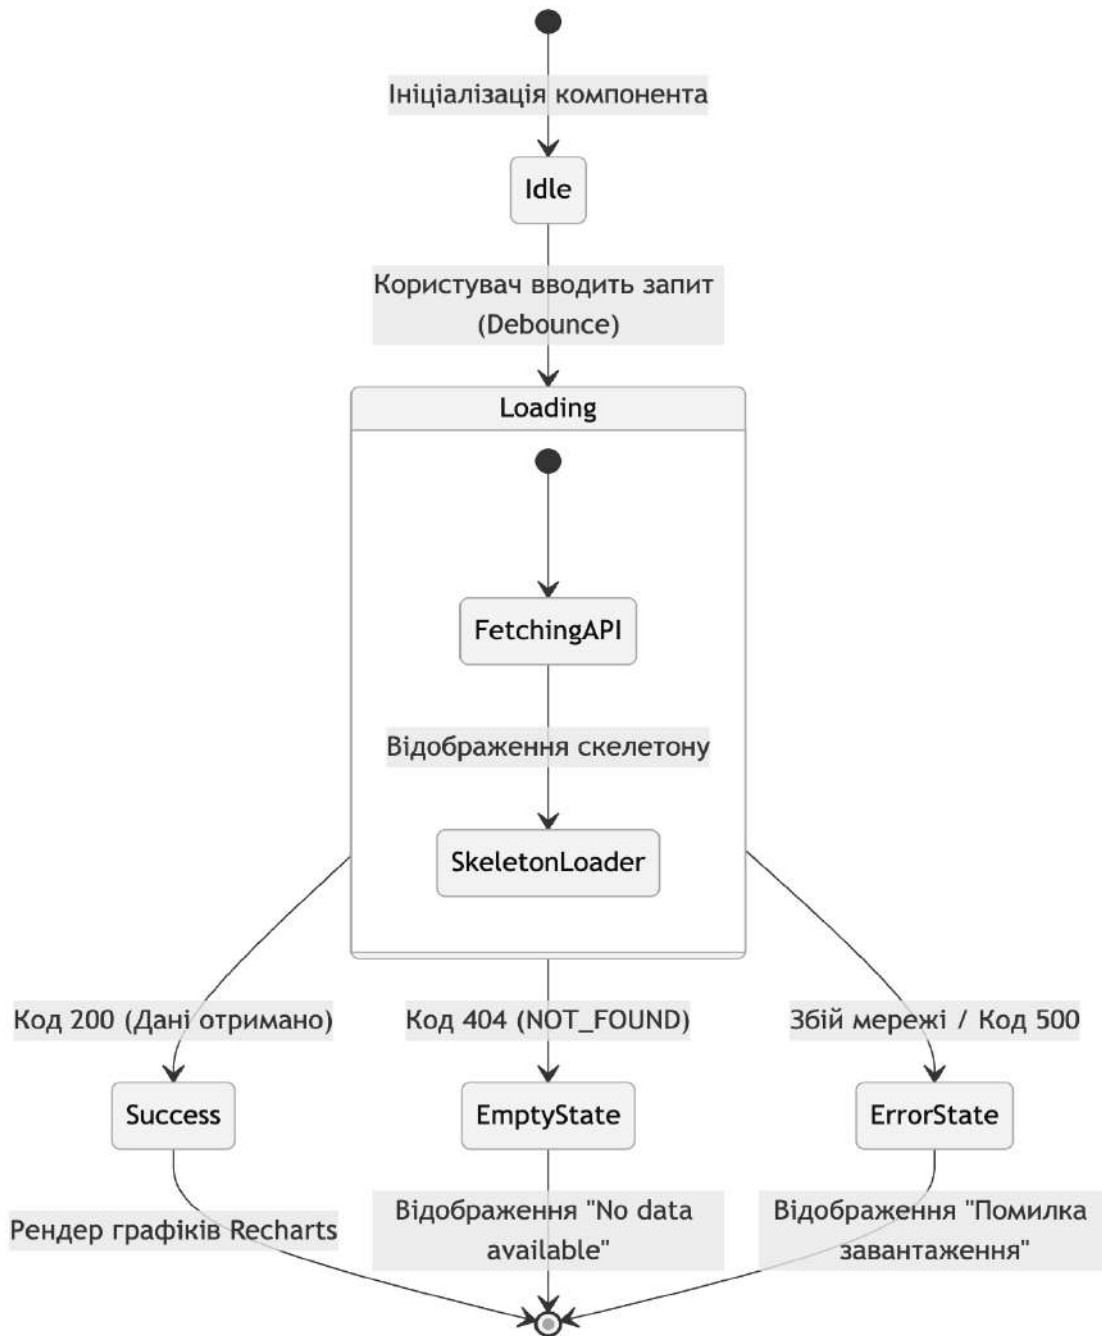 Ініціалізація компонента
Idle
Користувач вводить запит
(Debounce)
Loading
FetchingAPI
Відображення скелетону
SkeletonLoader
Код 200 (Дані отримано)
Код 404 (NOT_FOUND)
Збій мережі / Код 500
Success
EmptyState
ErrorState
Рендер графіків Recharts
Відображення "No data
available"
Відображення "Помилка
завантаження"